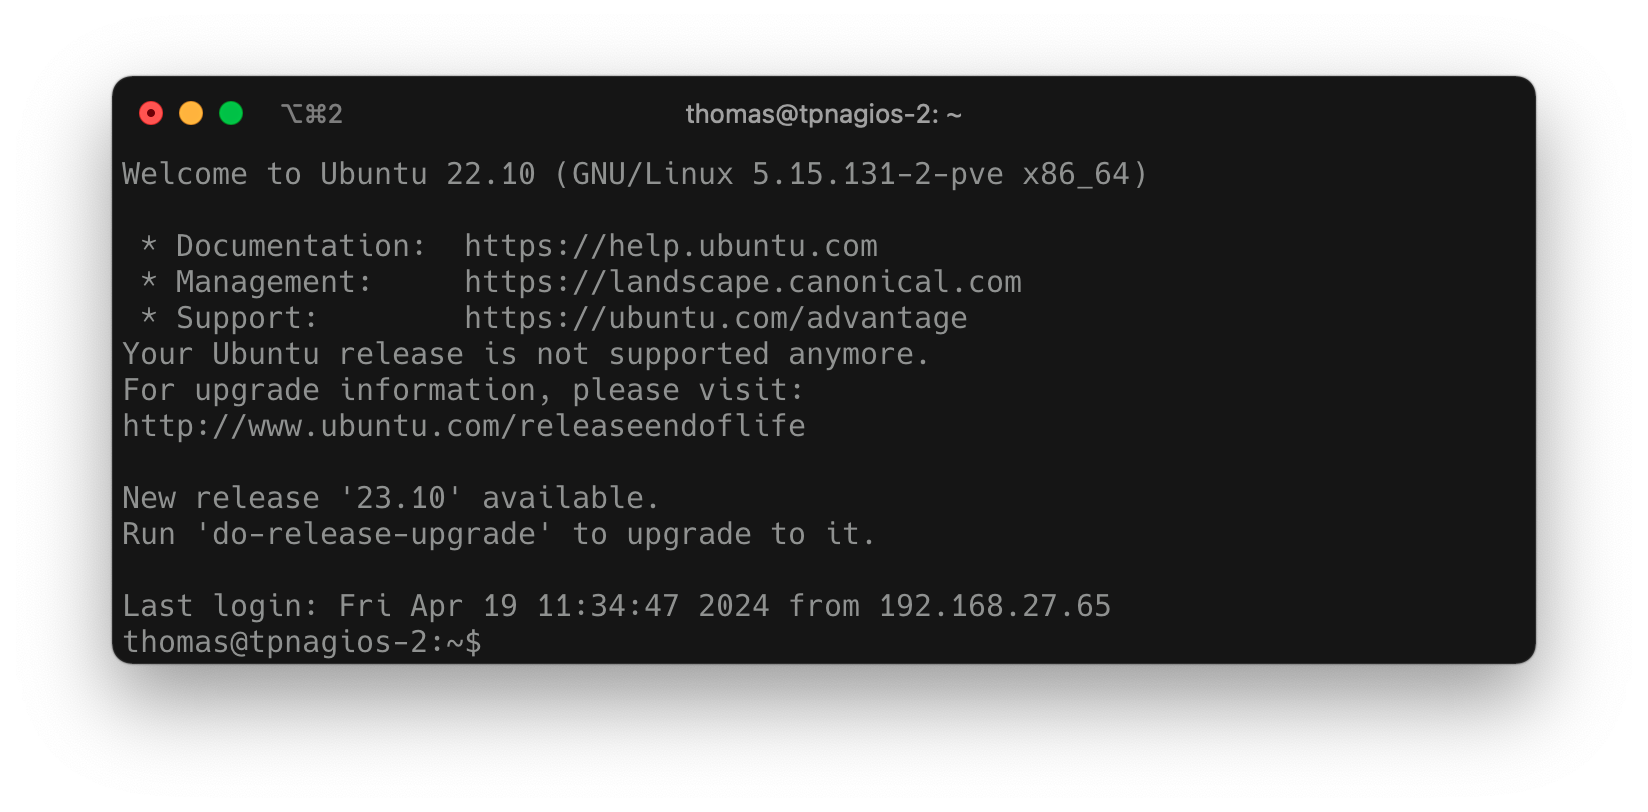 ⌥⌘2 thomas@tpnagios-2: ~
Welcome to Ubuntu 22.10 (GNU/Linux 5.15.131-2-pve x86_64)
* Documentation:  https://help.ubuntu.com
* Management:     https://landscape.canonical.com
* Support:        https://ubuntu.com/advantage
Your Ubuntu release is not supported anymore.
For upgrade information, please visit:
http://www.ubuntu.com/releaseendoflife
New release '23.10' available.
Run 'do-release-upgrade' to upgrade to it.
Last login: Fri Apr 19 11:34:47 2024 from 192.168.27.65
thomas@tpnagios-2:~$